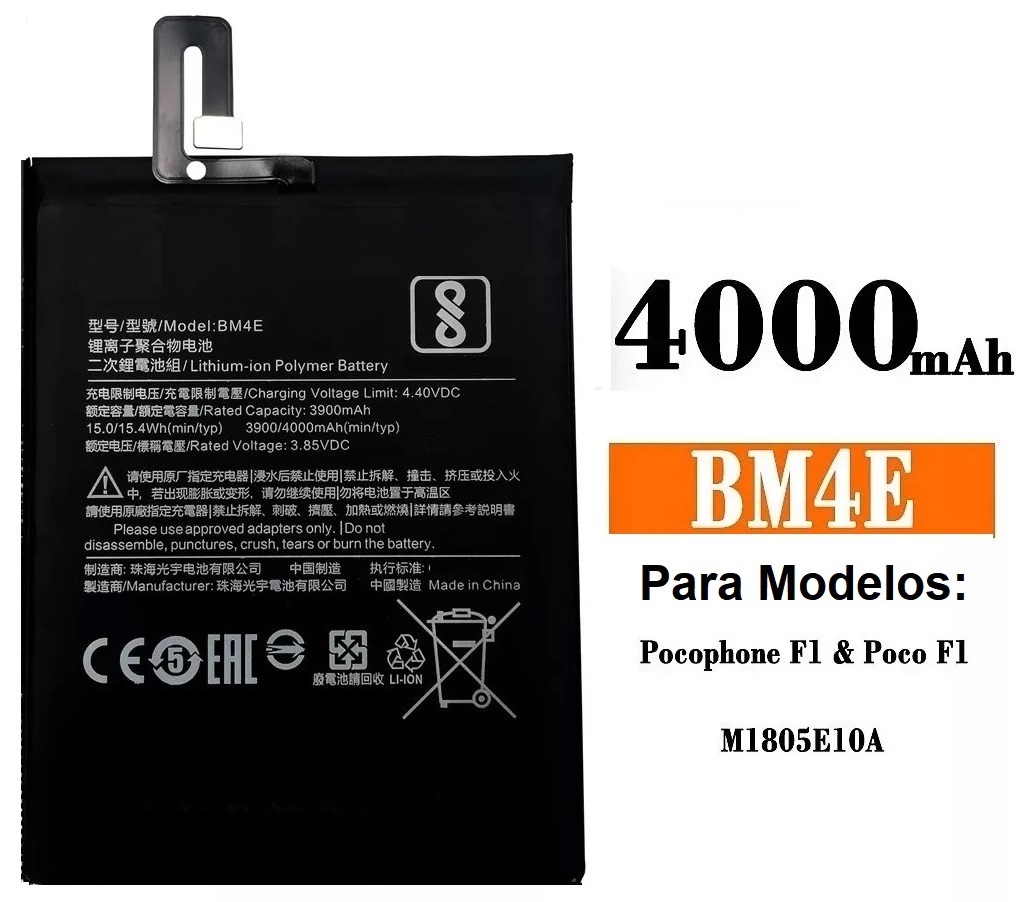 型号/型號/Model:BM4E
锂离子聚合物电池
二次鋰電池組/Lithium-ion Polymer Battery
充电限制电压/充電限制電壓/Charging Voltage Limit: 4.40VDC
额定容量/額定電容量/Rated Capacity: 3900mAh
15.0/15.4Wh(min/typ) 3900/4000mAh(min/typ)
额定电压/標稱電壓/Rated Voltage: 3.85VDC
请使用原厂指定充电器|浸水后禁止使用|禁止拆解、撞击、挤压或投入火
中，若出现膨胀或变形，请勿继续使用|勿将电池置于高温区
請使用原廠指定充電器|禁止拆解、刺破、擠壓、加熱或燃燒|詳情請參考說明書
Please use approved adapters only. |Do not
disassemble, punctures, crush, tears or burn the battery.
制造商: 珠海光宇电池有限公司 中国制造 执行标准:
製造商/Manufacturer: 珠海光宇電池有限公司 中國製造 Made in China
CE 5 EAC
廢電池請回收 LI-ION
4000mAh
BM4E
Para Modelos:
Pocophone F1 & Poco F1
M1805E10A